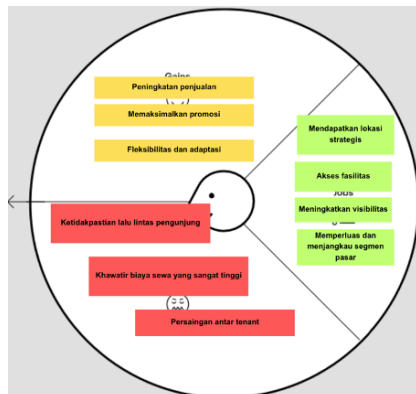 Gains
Peningkatan penjualan
Memaksimalkan promosi
Fleksibilitas dan adaptasi
Mendapatkan lokasi
strategis
Akses fasilitas
Jobs
Meningkatkan visibilitas
Memperluas dan
menjangkau segmen
pasar
Ketidakpastian lalu lintas pengunjung
Khawatir biaya sewa yang sangat tinggi
Persaingan antar tenant